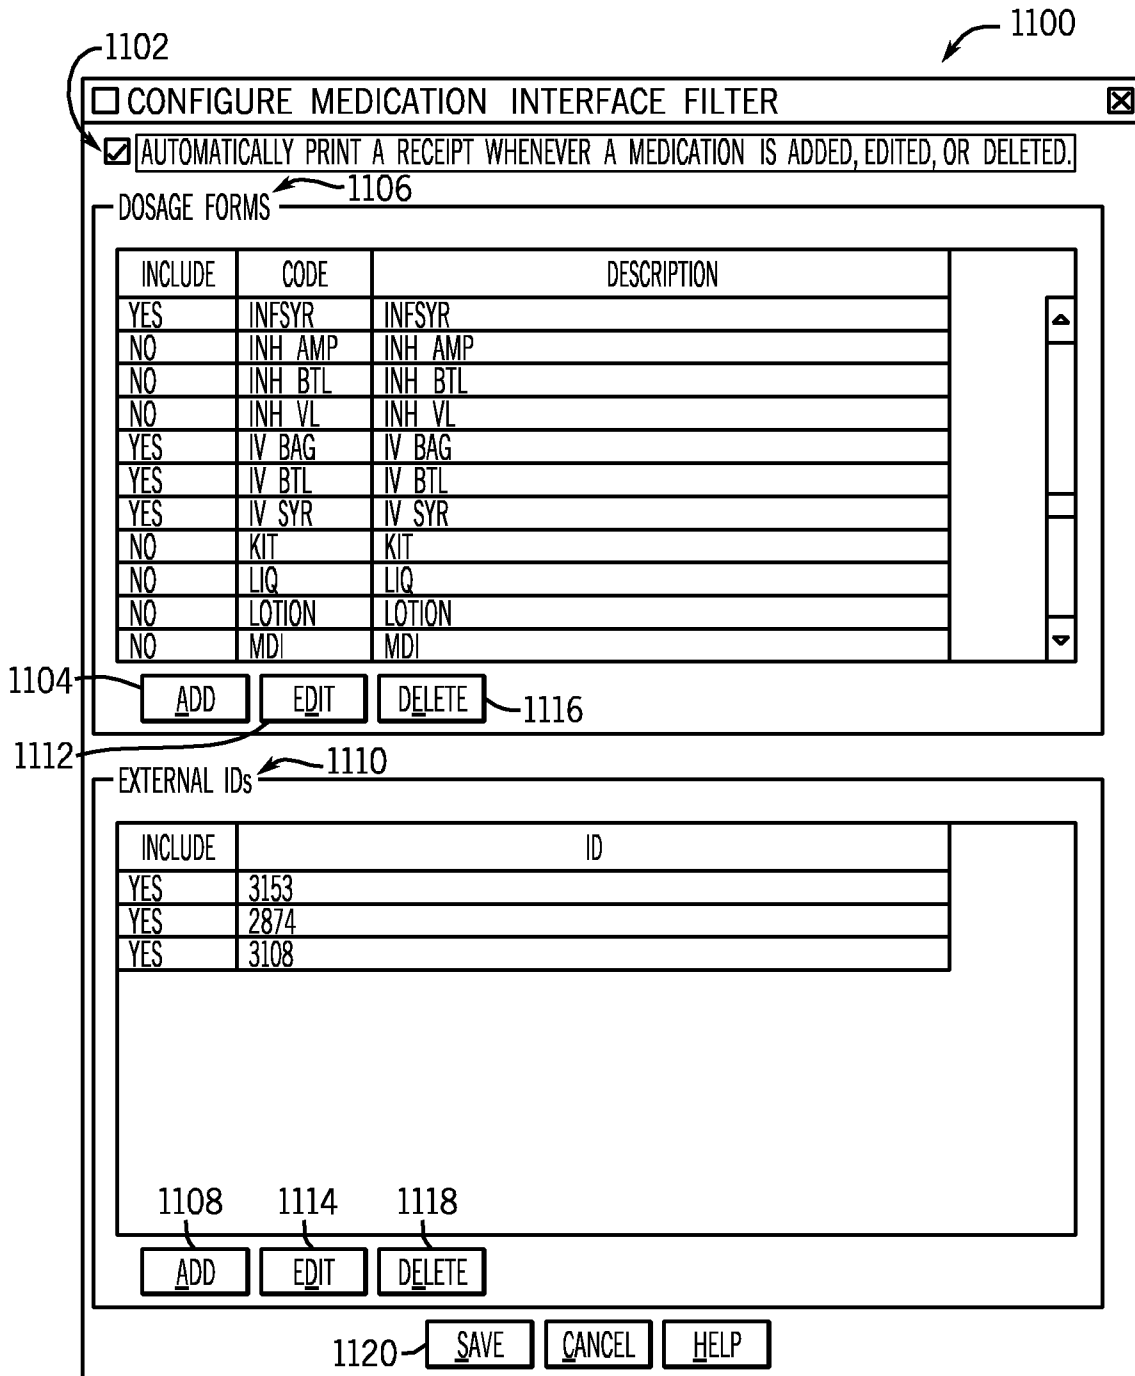 1100
1102
CONFIGURE MEDICATION INTERFACE FILTER
AUTOMATICALLY PRINT A RECEIPT WHENEVER A MEDICATION IS ADDED, EDITED, OR DELETED.
1106
DOSAGE FORMS
INCLUDE CODE DESCRIPTION
YES INFSYR INFSYR
NO INH AMP INH AMP
NO INH BTL INH BTL
NO INH VL INH VL
YES IV BAG IV BAG
YES IV BTL IV BTL
YES IV SYR IV SYR
NO KIT KIT
NO LIQ LIQ
NO LOTION LOTION
NO MDI MDI
1104 ADD EDIT DELETE 1116
1112
1110
EXTERNAL IDs
INCLUDE ID
YES 3153
YES 2874
YES 3108
1108 1114 1118
ADD EDIT DELETE
1120 SAVE CANCEL HELP